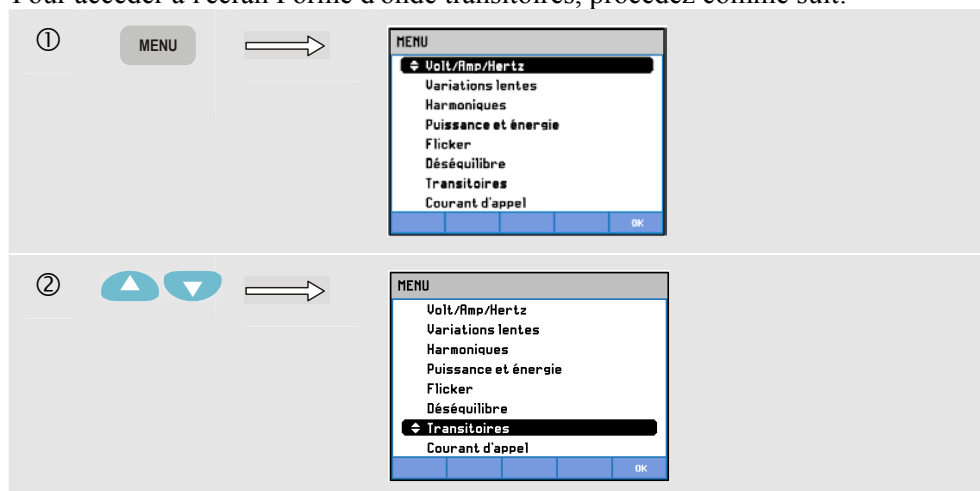 Pour accéder à l'écran Forme d'onde transitoires, procédez comme suit:
①
MENU
MENU
Volt/Amp/Hertz
Variations lentes
Harmoniques
Puissance et énergie
Flicker
Déséquilibre
Transitoires
Courant d'appel
OK
②
MENU
Volt/Amp/Hertz
Variations lentes
Harmoniques
Puissance et énergie
Flicker
Déséquilibre
Transitoires
Courant d'appel
OK